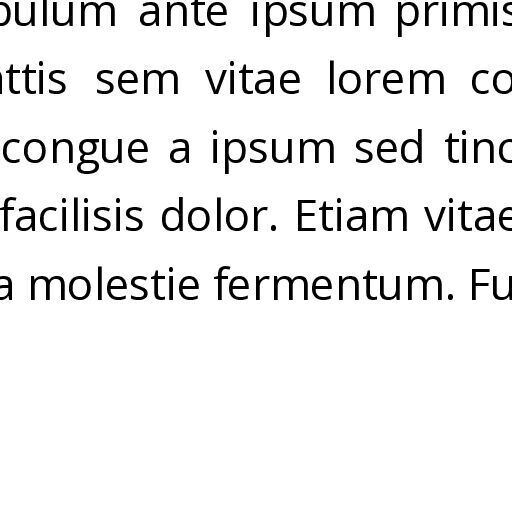 bulum ante ipsum primis
ttis sem vitae lorem co
congue a ipsum sed tinc
facilisis dolor. Etiam vitae
a molestie fermentum. Fu